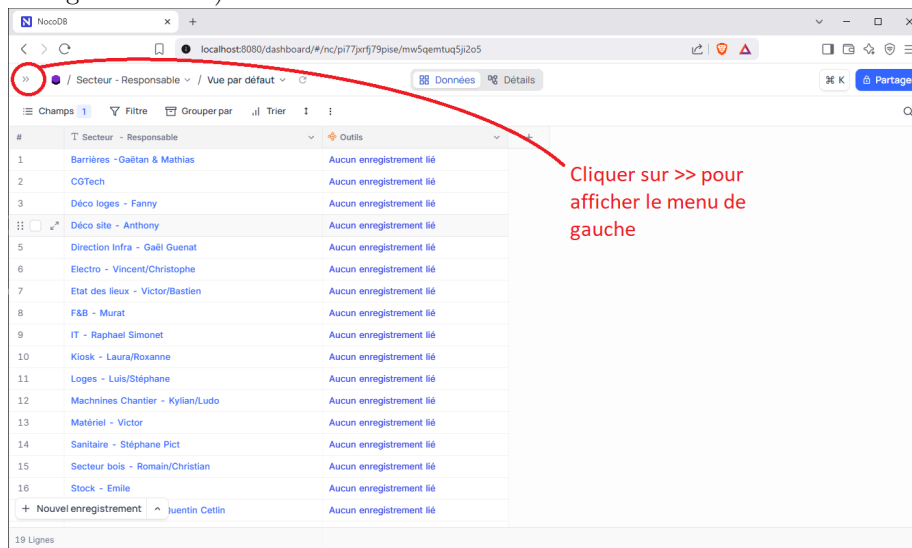 NocoDB
localhost:8080/dashboard/#/nc/pi77jxrfj79pise/mw5qemtuq5ji2o5
/ Secteur - Responsable / Vue par défaut
Données Détails
⌘ K Partage
Champs 1 Filtre Grouper par Trier
# Secteur - Responsable Outils
1 Barrières -Gaëtan & Mathias Aucun enregistrement lié
2 CGTech Aucun enregistrement lié
3 Déco loges - Fanny Aucun enregistrement lié
Déco site - Anthony Aucun enregistrement lié
5 Direction Infra - Gaël Guenat Aucun enregistrement lié
6 Electro - Vincent/Christophe Aucun enregistrement lié
7 Etat des lieux - Victor/Bastien Aucun enregistrement lié
8 F&B - Murat Aucun enregistrement lié
9 IT - Raphael Simonet Aucun enregistrement lié
10 Kiosk - Laura/Roxanne Aucun enregistrement lié
11 Loges - Luis/Stéphane Aucun enregistrement lié
12 Machnines Chantier - Kylian/Ludo Aucun enregistrement lié
13 Matériel - Victor Aucun enregistrement lié
14 Sanitaire - Stéphane Pict Aucun enregistrement lié
15 Secteur bois - Romain/Christian Aucun enregistrement lié
16 Stock - Emile Aucun enregistrement lié
+ Nouvel enregistrement uentin Cetlin Aucun enregistrement lié
19 Lignes
Cliquer sur >> pour
afficher le menu de
gauche